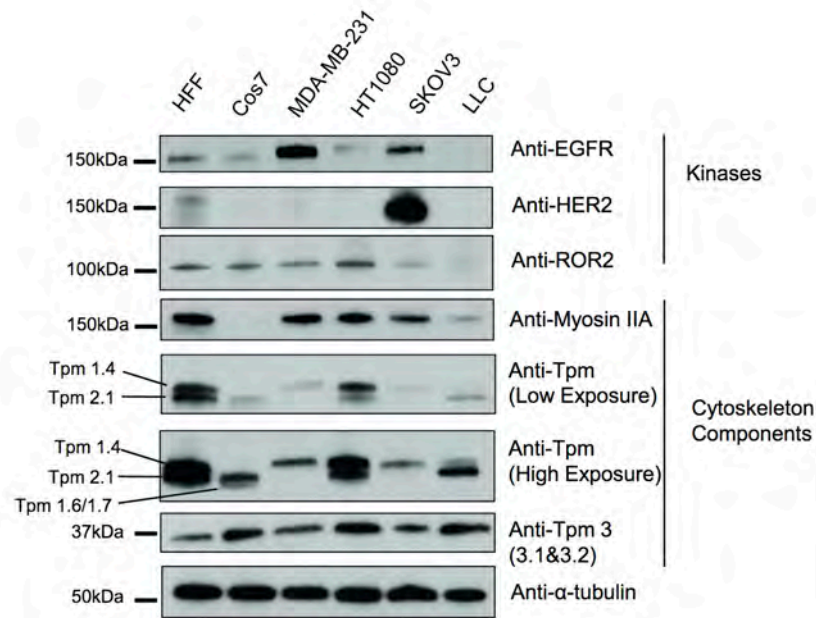 HFF
Cos7
MDA-MB-231
HT1080
SKOV3
LLC
150kDa
Anti-EGFR
Kinases
150kDa
Anti-HER2
100kDa
Anti-ROR2
150kDa
Anti-Myosin IIA
Tpm 1.4
Tpm 2.1
Anti-Tpm
(Low Exposure)
Cytoskeleton
Components
Tpm 1.4
Tpm 2.1
Tpm 1.6/1.7
Anti-Tpm
(High Exposure)
37kDa
Anti-Tpm 3
(3.1&3.2)
50kDa
Anti-α-tubulin